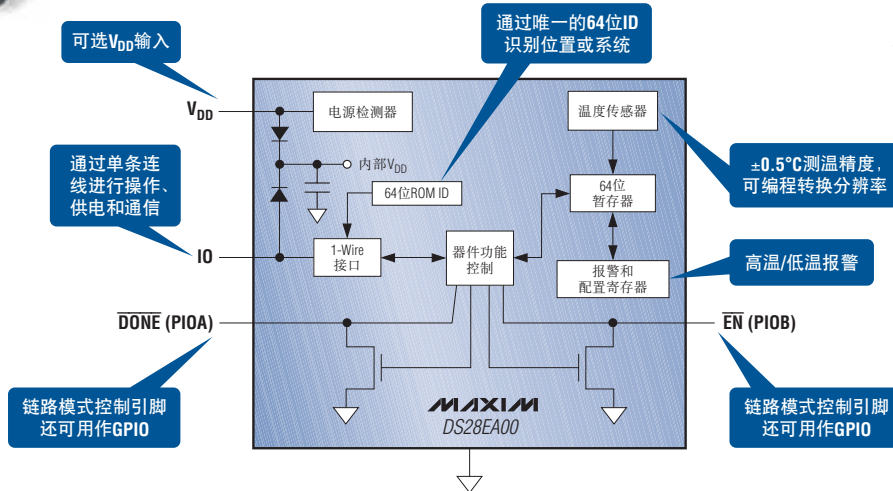 可选VDD输入
通过唯一的64位ID
识别位置或系统
VDD
电源检测器
温度传感器
通过单条连
线进行操作、
供电和通信
内部VDD
64位ROM ID
64位
暂存器
±0.5°C测温精度，
可编程转换分辨率
IO
1-Wire
接口
器件功能
控制
报警和
配置寄存器
高温/低温报警
DONE (PIOA)
EN (PIOB)
链路模式控制引脚
还可用作GPIO
MAXIM
DS28EA00
链路模式控制引脚
还可用作GPIO